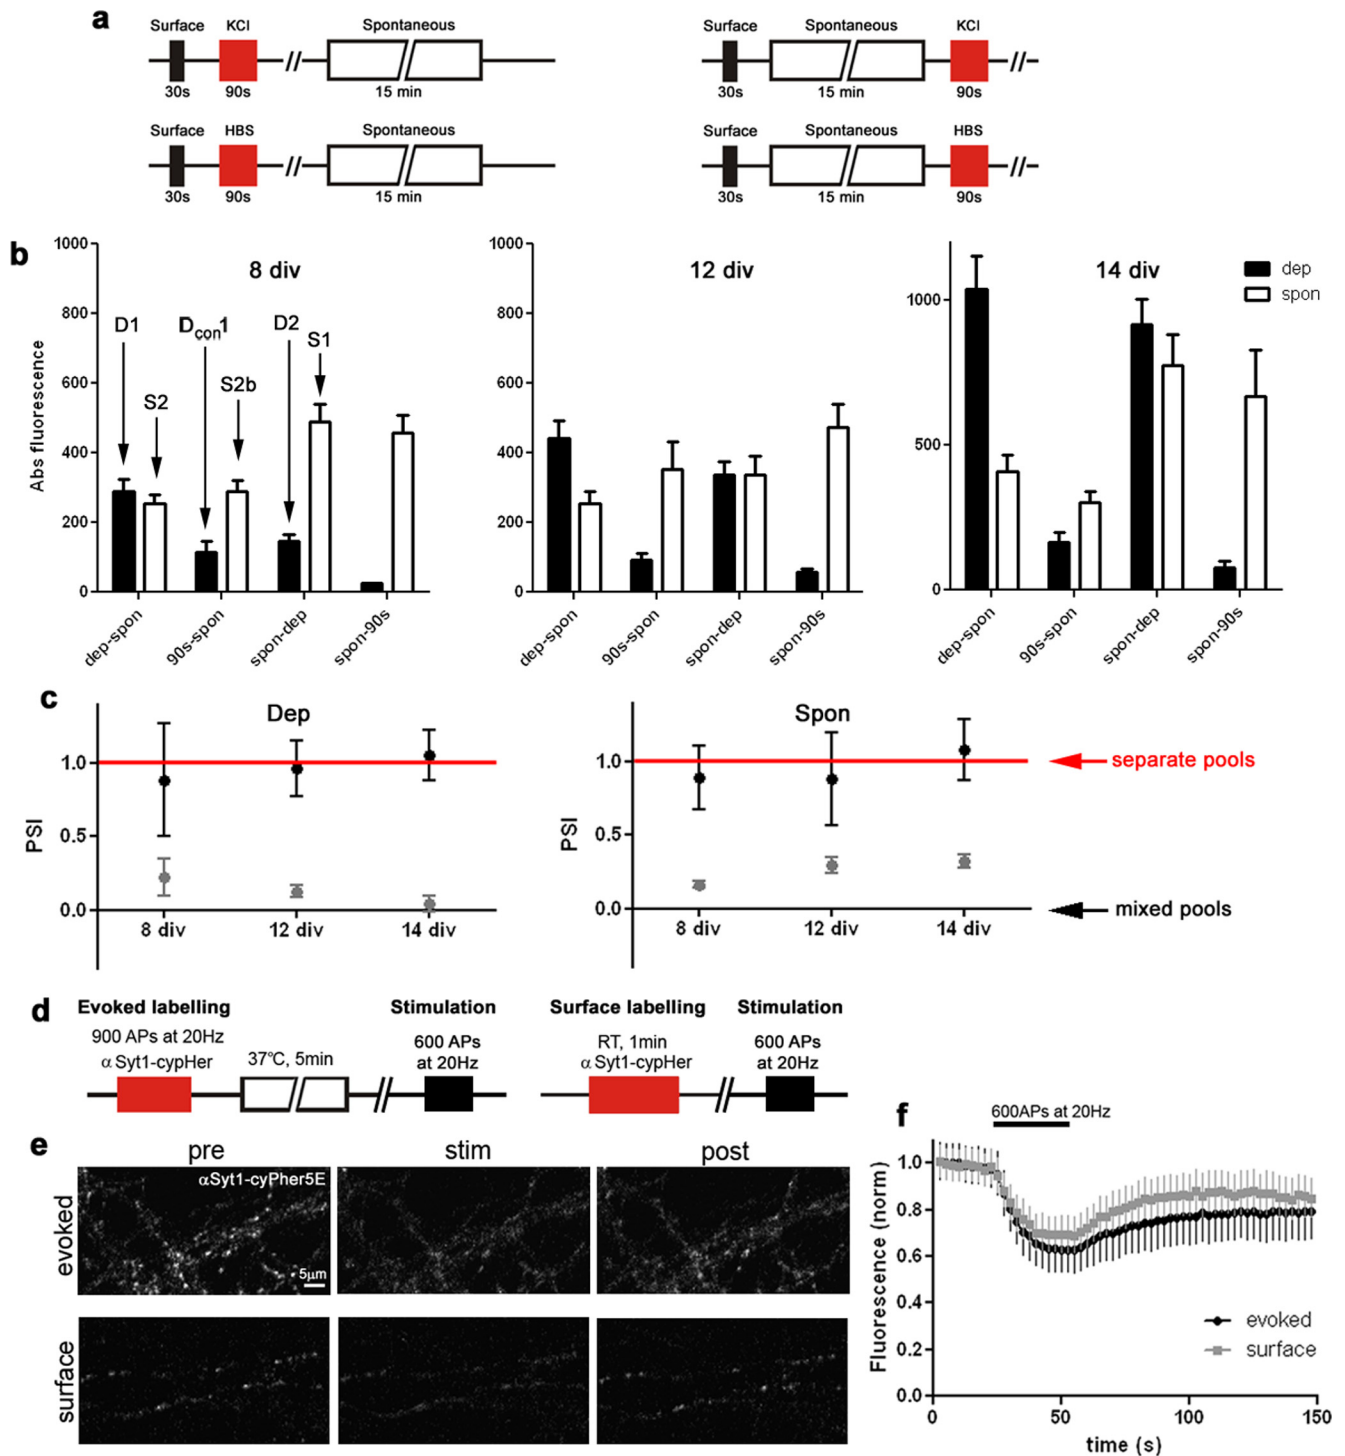 a
Surface KCl Spontaneous
30s 90s 15 min
Surface Spontaneous KCl
30s 15 min 90s
Surface HBS Spontaneous
30s 90s 15 min
Surface Spontaneous HBS
30s 15 min 90s
b
Abs fluorescence
1000
800
600
400
200
0
8 div
D1
S2
Dcon1
S2b
D2
S1
dep-spon
90s-spon
spon-dep
spon-90s
1000
800
600
400
200
0
12 div
dep-spon
90s-spon
spon-dep
spon-90s
1000
500
0
14 div
dep
spon
dep-spon
90s-spon
spon-dep
spon-90s
c
Dep
PSI
1.0
0.5
0.0
8 div 12 div 14 div
Spon
PSI
1.0
0.5
0.0
8 div 12 div 14 div
separate pools
mixed pools
d
Evoked labelling
900 APs at 20Hz
α Syt1-cypHer
37°C, 5min
Stimulation
600 APs
at 20Hz
Surface labelling
RT, 1min
α Syt1-cypHer
Stimulation
600 APs
at 20Hz
e
pre stim post
evoked
αSyt1-cyPher5E
5µm
surface
f
600APs at 20Hz
Fluorescence (norm)
1.0
0.8
0.6
0.4
0.2
0.0
evoked
surface
0 50 100 150
time (s)